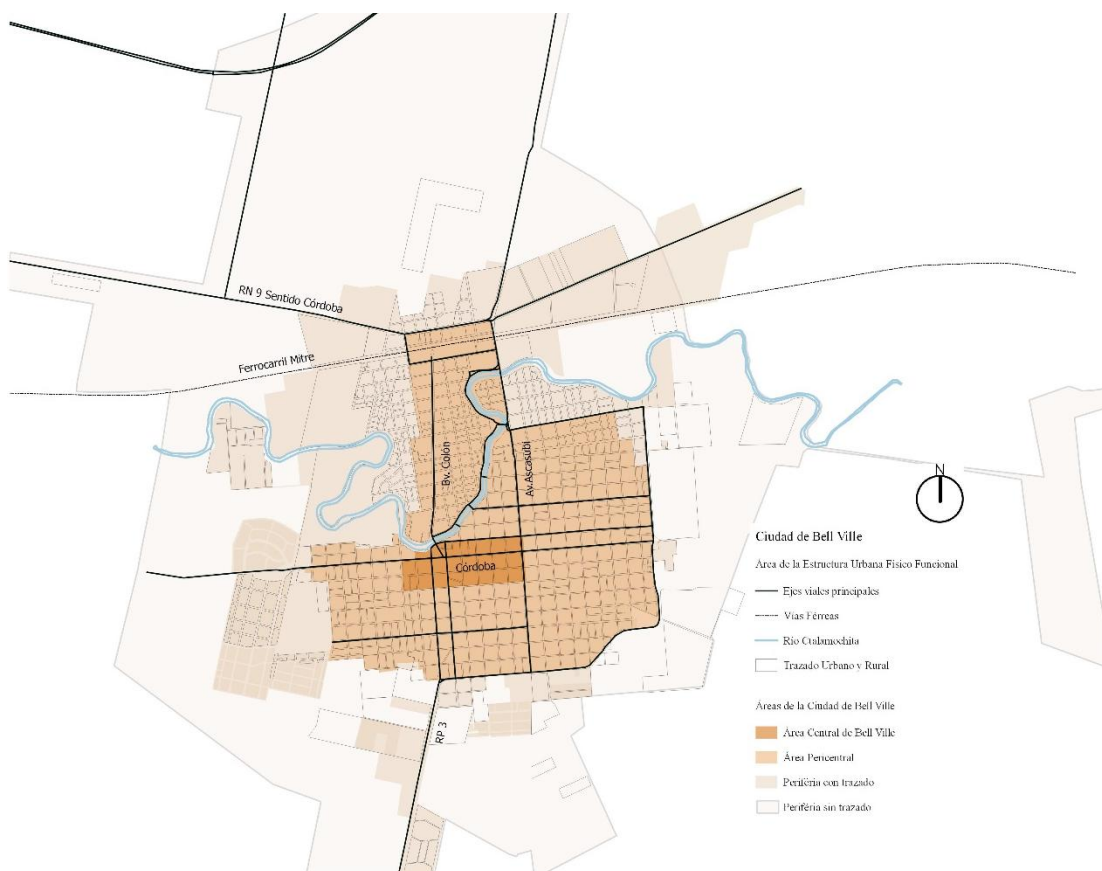 RN 9 Sentido Córdoba
Ferrocarril Mitre
Bv. Colón
Av.Ascasubi
Córdoba
RP 3
N
Ciudad de Bell Ville
Área de la Estructura Urbana Físico Funcional
Ejes viales principales
Vías Férreas
Río Ctalamochita
Trazado Urbano y Rural
Áreas de la Ciudad de Bell Ville
Área Central de Bell Ville
Área Pericentral
Periféria con trazado
Periféria sin trazado